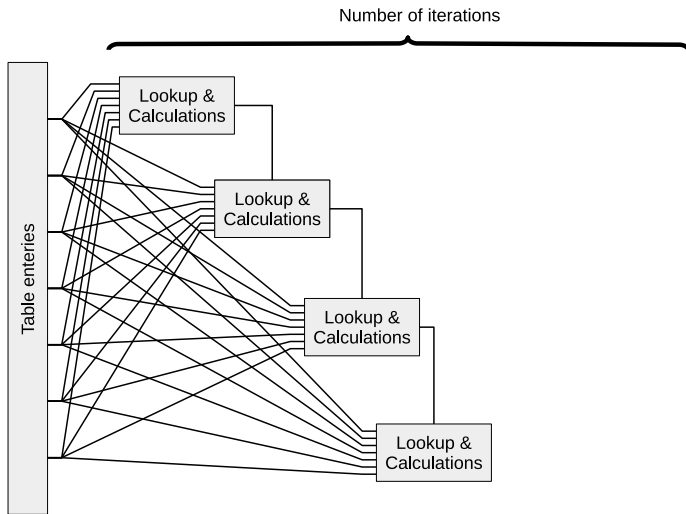 Number of iterations
Table enteries
Lookup &
Calculations
Lookup &
Calculations
Lookup &
Calculations
Lookup &
Calculations